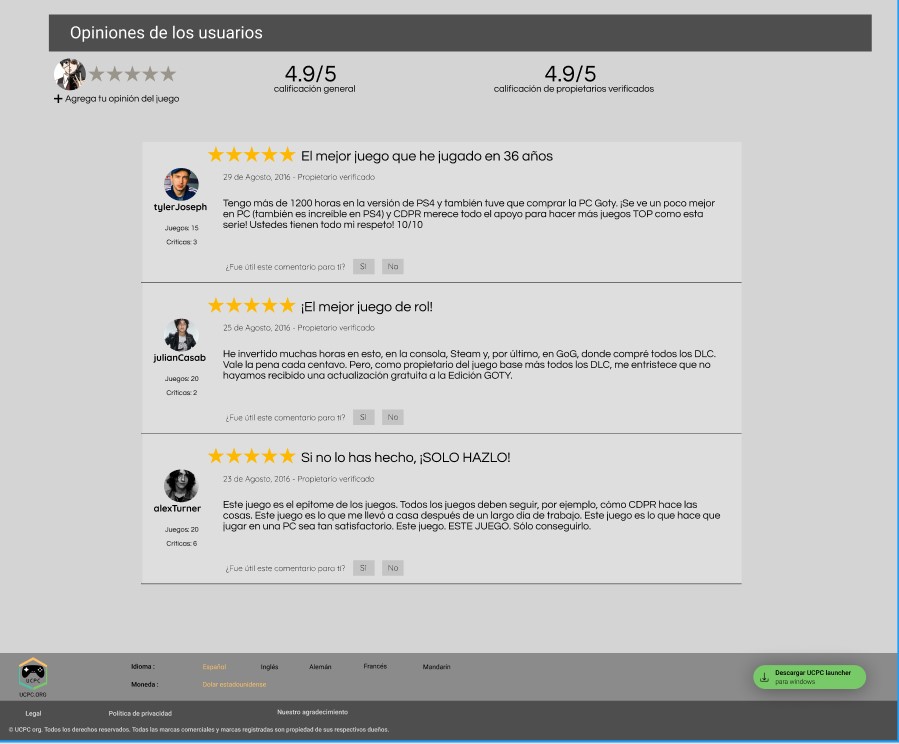 Opiniones de los usuarios
+ Agrega tu opinión del juego
4.9/5
calificación general
4.9/5
calificación de propietarios verificados
El mejor juego que he jugado en 36 años
29 de Agosto, 2016 - Propietario verificado
tylerJoseph
Juegos: 15
Críticas: 3
Tengo más de 1200 horas en la versión de PS4 y también tuve que comprar la PC Goty. ¡Se ve un poco mejor
en PC (también es increible en PS4) y CDPR merece todo el apoyo para hacer más juegos TOP como esta
serie! Ustedes tienen todo mi respeto! 10/10
¿Fue útil este comentario para ti? Sí No
¡El mejor juego de rol!
25 de Agosto, 2016 - Propietario verificado
julianCasab
Juegos: 20
Críticas: 2
He invertido muchas horas en esto, en la consola, Steam y, por último, en GoG, donde compré todos los DLC.
Vale la pena cada centavo. Pero, como propietario del juego base más todos los DLC, me entristece que no
hayamos recibido una actualización gratuita a la Edición GOTY.
¿Fue útil este comentario para ti? Sí No
Si no lo has hecho, ¡SOLO HAZLO!
23 de Agosto, 2016 - Propietario verificado
alexTurner
Juegos: 20
Críticas: 6
Este juego es el epítome de los juegos. Todos los juegos deben seguir, por ejemplo, cómo CDPR hace las
cosas. Este juego es lo que me llevó a casa después de un largo día de trabajo. Este juego es lo que hace que
jugar en una PC sea tan satisfactorio. Este juego. ESTE JUEGO. Sólo conseguirlo.
¿Fue útil este comentario para ti? Sí No
UCPC
UCPC.ORG
Idioma : Español Inglés Alemán Francés Mandarín
Moneda : Dolar estadounidense
Descargar UCPC launcher
para windows
Legal Política de privacidad Nuestro agradecimiento
© UCPC org. Todos los derechos reservados. Todas las marcas comerciales y marcas registradas son propiedad de sus respectivos dueños.